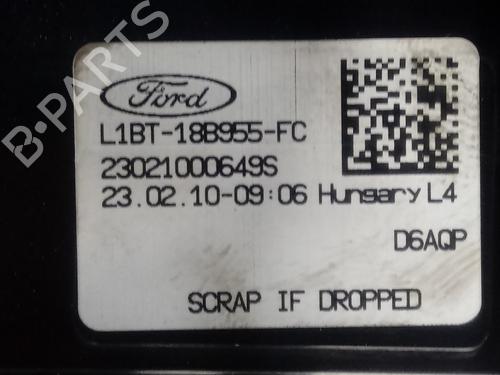 B-PARTS
Ford
L1BT-18B955-FC
23021000649S
23.02.10-09:06 Hungary L4
D6AQP
SCRAP IF DROPPED